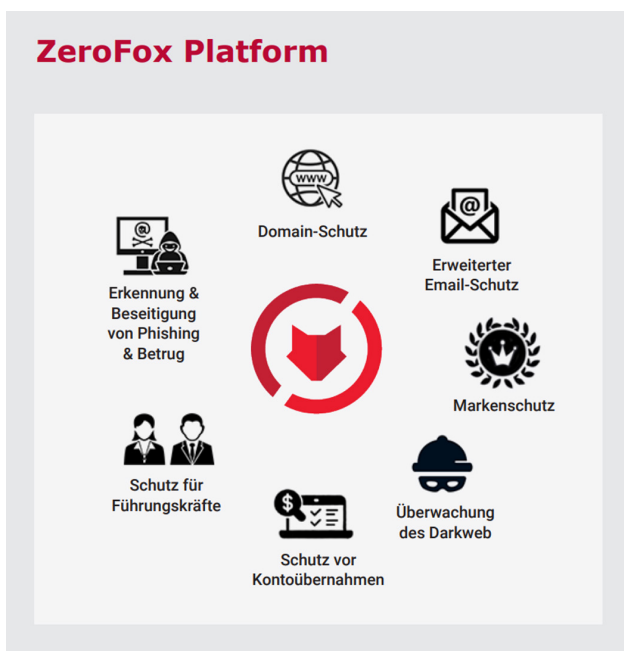 ZeroFox Platform
www
Domain-Schutz
@
Erweiterter
Email-Schutz
@
Erkennung &
Beseitigung
von Phishing
& Betrug
Markenschutz
Schutz für
Führungskräfte
Überwachung
des Darkweb
$
Schutz vor
Kontoübernahmen